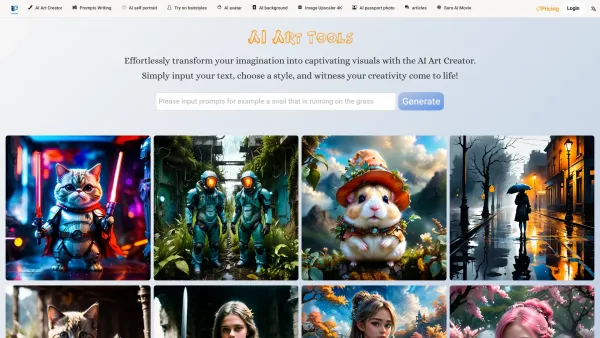 AI Art Creator
Prompts Writing
AI self portrait
Try on hairstyles
AI avatar
AI background
Image Upscaler 4K
AI passport photo
articles
Sora AI Movie
Pricing
Login
AI Art Tools
Effortlessly transform your imagination into captivating visuals with the AI Art Creator.
Simply input your text, choose a style, and witness your creativity come to life!
Please input prompts for example a snail that is running on the grass
Generate